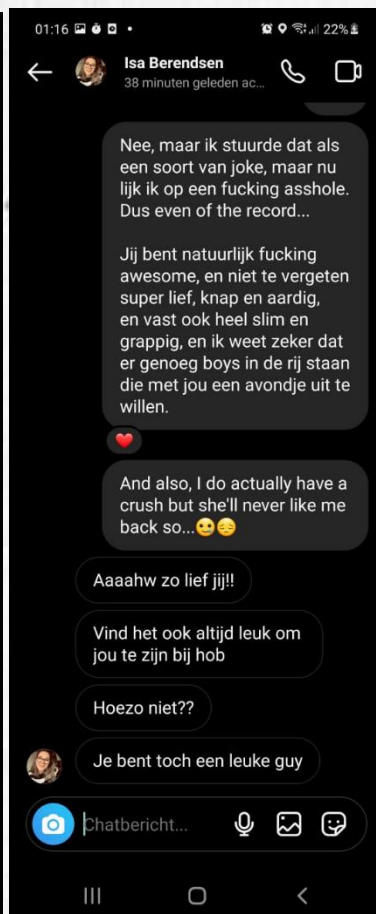 01:16 22%
Isa Berendsen
38 minuten geleden ac...
Nee, maar ik stuurde dat als
een soort van joke, maar nu
lijk ik op een fucking asshole.
Dus even of the record...
Jij bent natuurlijk fucking
awesome, en niet te vergeten
super lief, knap en aardig,
en vast ook heel slim en
grappig, en ik weet zeker dat
er genoeg boys in de rij staan
die met jou een avondje uit te
willen.
❤️
And also, I do actually have a
crush but she'll never like me
back so...🙂😔
Aaaahw zo lief jij!!
Vind het ook altijd leuk om
jou te zijn bij hob
Hoezo niet??
Je bent toch een leuke guy
Chatbericht...